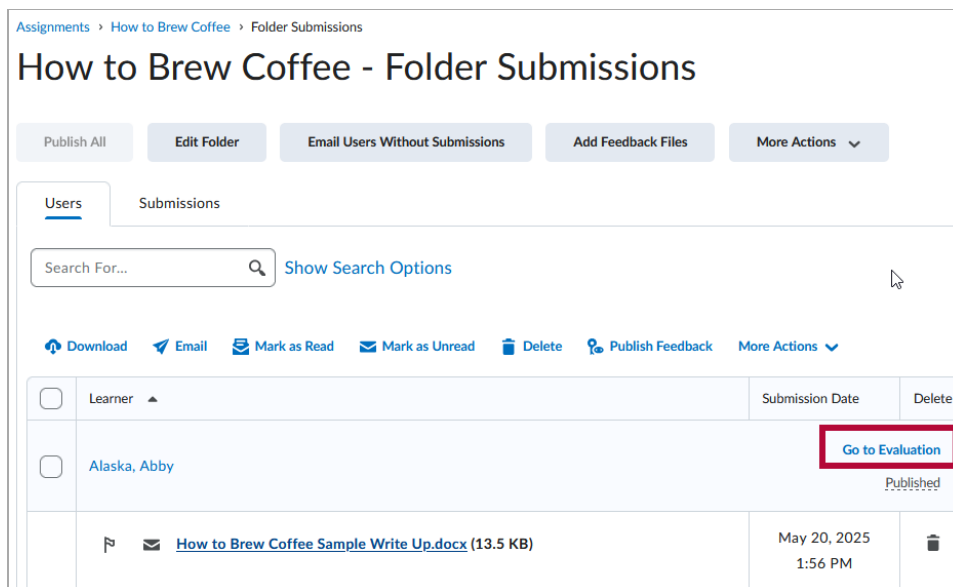 Assignments › How to Brew Coffee › Folder Submissions
How to Brew Coffee - Folder Submissions
Publish All Edit Folder Email Users Without Submissions Add Feedback Files More Actions
Users Submissions
Search For... Show Search Options
Download Email Mark as Read Mark as Unread Delete Publish Feedback More Actions
Learner Submission Date Delete
Go to Evaluation
Alaska, Abby
Published
How to Brew Coffee Sample Write Up.docx (13.5 KB) May 20, 2025
1:56 PM